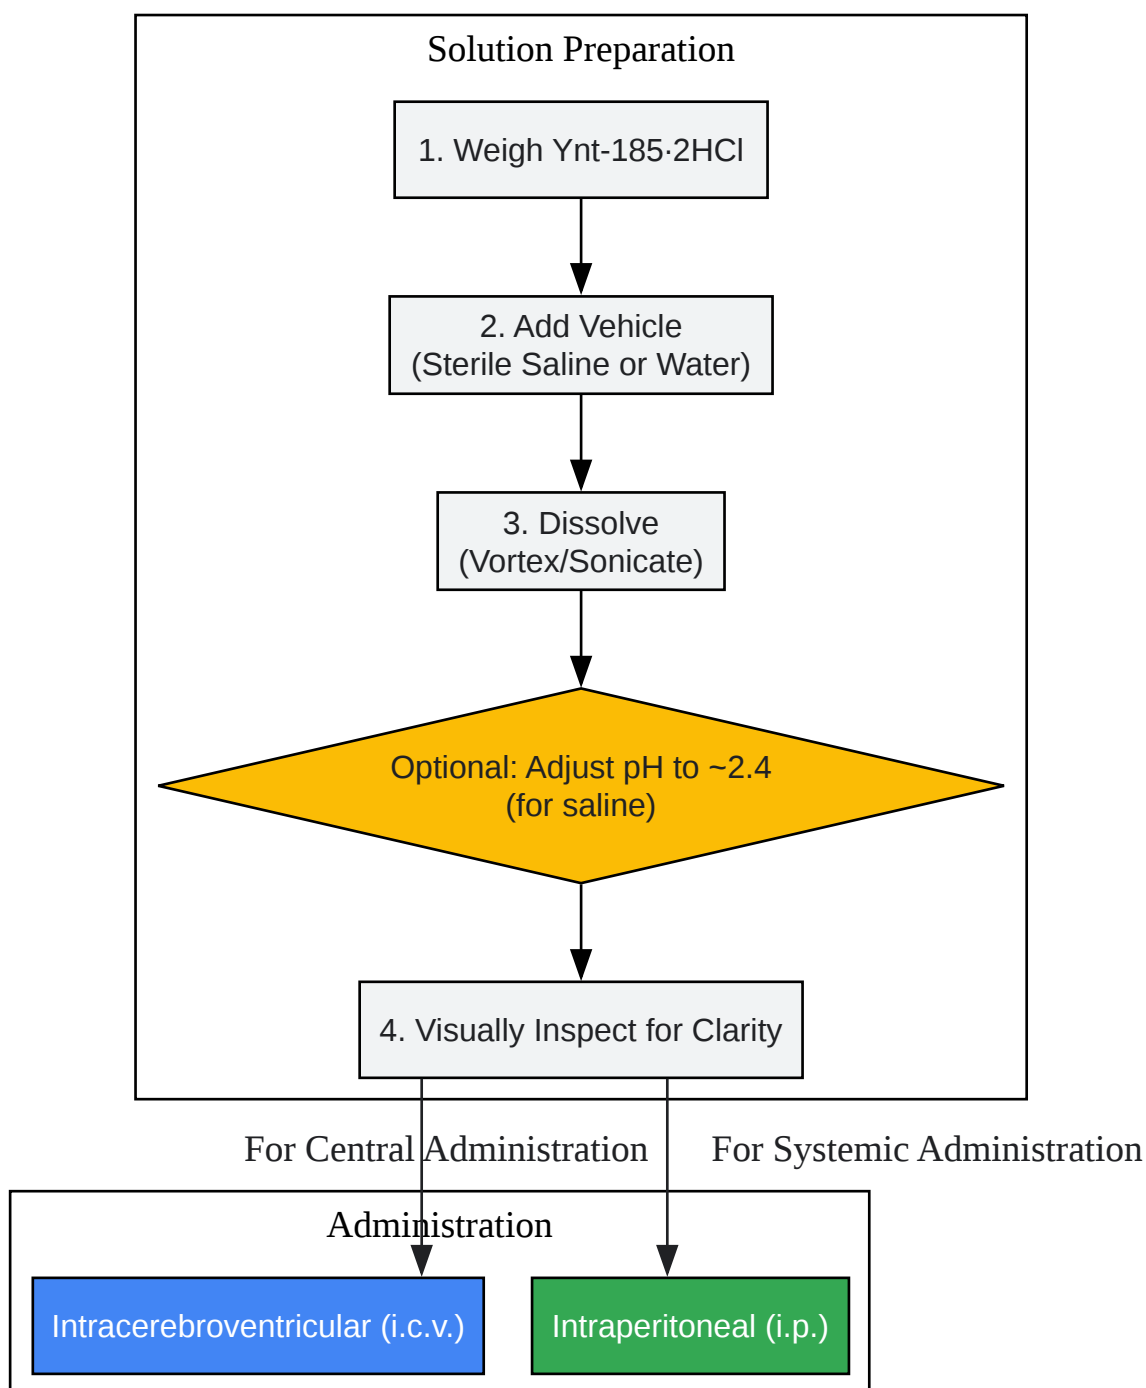 Solution Preparation
1. Weigh Ynt-185·2HCl
2. Add Vehicle
(Sterile Saline or Water)
3. Dissolve
(Vortex/Sonicate)
Optional: Adjust pH to ~2.4
(for saline)
4. Visually Inspect for Clarity
For Central Administration
For Systemic Administration
Administration
Intracerebroventricular (i.c.v.)
Intraperitoneal (i.p.)